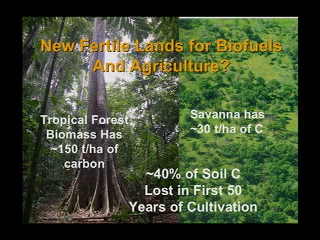 New Fertile Lands for Biofuels
And Agriculture?
Tropical Forest
Biomass Has
~150 t/ha of
carbon
Savanna has
~30 t/ha of C
~40% of Soil C
Lost in First 50
Years of Cultivation